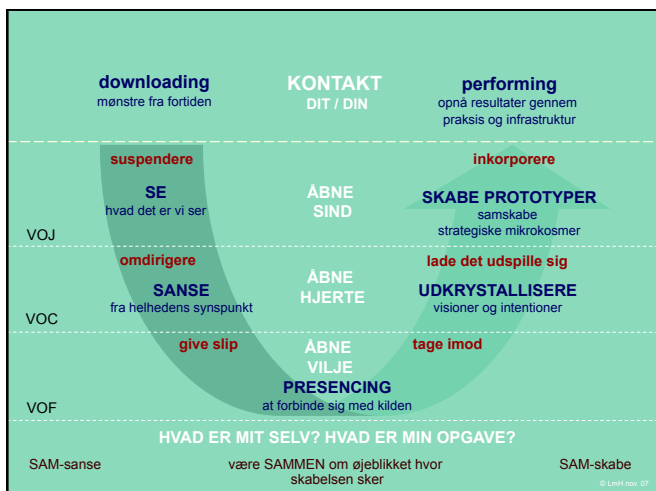 downloading
mønstre fra fortiden
KONTAKT
DIT / DIN
performing
opnå resultater gennem
praksis og infrastruktur
suspendere
inkorporere
SE
hvad det er vi ser
ÅBNE
SIND
SKABE PROTOTYPER
samskabe
strategiske mikrokosmer
VOJ
omdirigere
lade det udspille sig
SANSE
fra helhedens synspunkt
ÅBNE
HJERTE
UDKRYSTALLISERE
visioner og intentioner
VOC
give slip
tage imod
ÅBNE
VILJE
PRESENCING
at forbinde sig med kilden
VOF
HVAD ER MIT SELV? HVAD ER MIN OPGAVE?
SAM-sanse
være SAMMEN om øjeblikket hvor
skabelsen sker
SAM-skabe
© LmH nov. 07